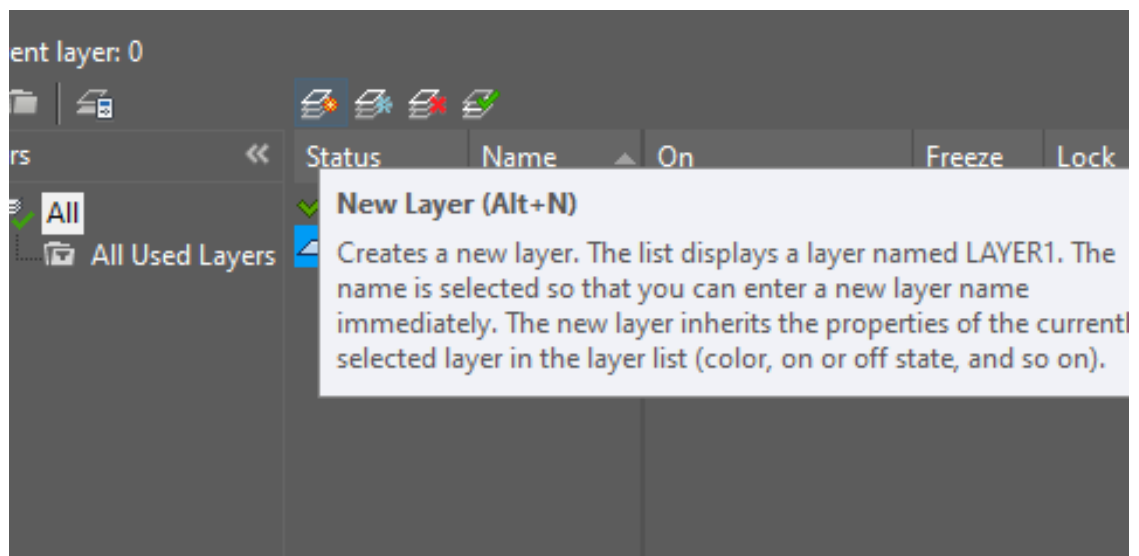 ent layer: 0
rs
Status Name On Freeze Lock
All
All Used Layers
New Layer (Alt+N)
Creates a new layer. The list displays a layer named LAYER1. The
name is selected so that you can enter a new layer name
immediately. The new layer inherits the properties of the currentl
selected layer in the layer list (color, on or off state, and so on).